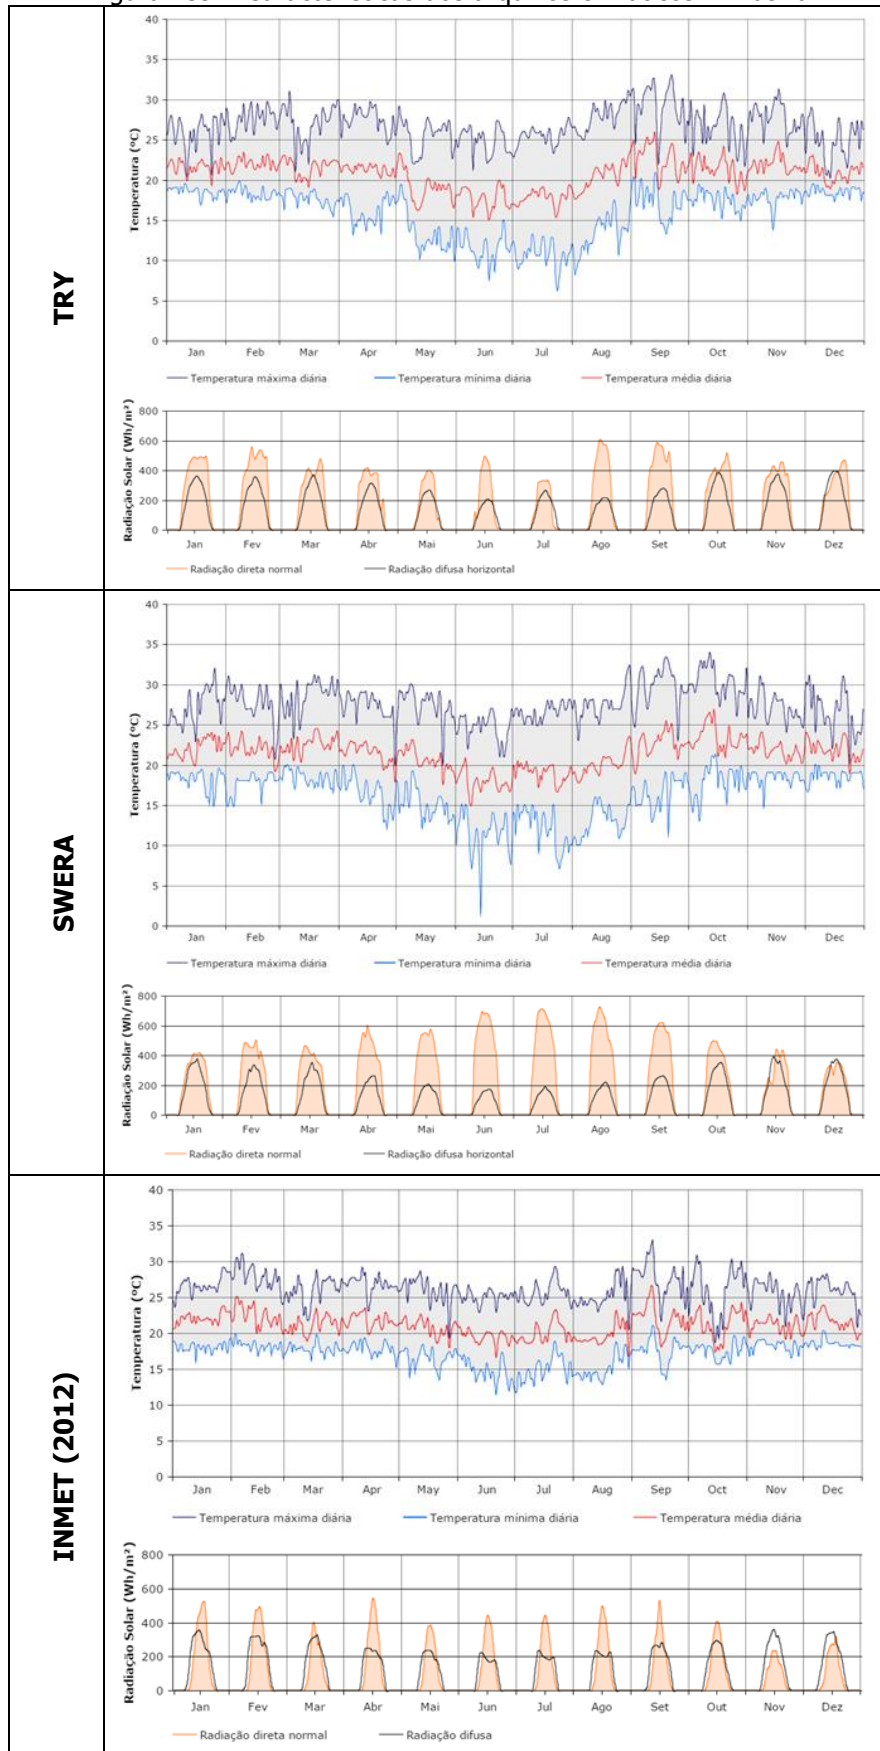 TRY
Temperatura (ºC)
40
35
30
25
20
15
10
5
0
Jan Feb Mar Apr May Jun Jul Aug Sep Oct Nov Dec
Temperatura máxima diária Temperatura mínima diária Temperatura média diária
Radiação Solar (Wh/m²)
800
600
400
200
0
Jan Fev Mar Abr Mai Jun Jul Ago Set Out Nov Dez
Radiação direta normal Radiação difusa horizontal
SWERA
Temperatura (ºC)
40
35
30
25
20
15
10
5
0
Jan Feb Mar Apr May Jun Jul Aug Sep Oct Nov Dec
Temperatura máxima diária Temperatura mínima diária Temperatura média diária
Radiação Solar (Wh/m²)
800
600
400
200
0
Jan Fev Mar Abr Mai Jun Jul Ago Set Out Nov Dez
Radiação direta normal Radiação difusa horizontal
INMET (2012)
Temperatura (ºC)
40
35
30
25
20
15
10
5
0
Jan Feb Mar Apr May Jun Jul Aug Sep Oct Nov Dec
Temperatura máxima diária Temperatura mínima diária Temperatura média diária
Radiação Solar (Wh/m²)
800
600
400
200
0
Jan Fev Mar Abr Mai Jun Jul Ago Set Out Nov Dez
Radiação direta normal Radiação difusa